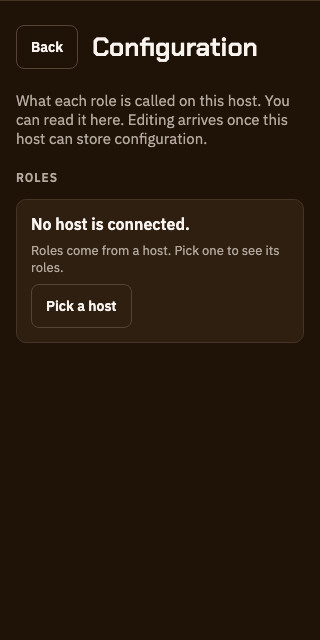 Back
Configuration
What each role is called on this host. You
can read it here. Editing arrives once this
host can store configuration.
ROLES
No host is connected.
Roles come from a host. Pick one to see its
roles.
Pick a host